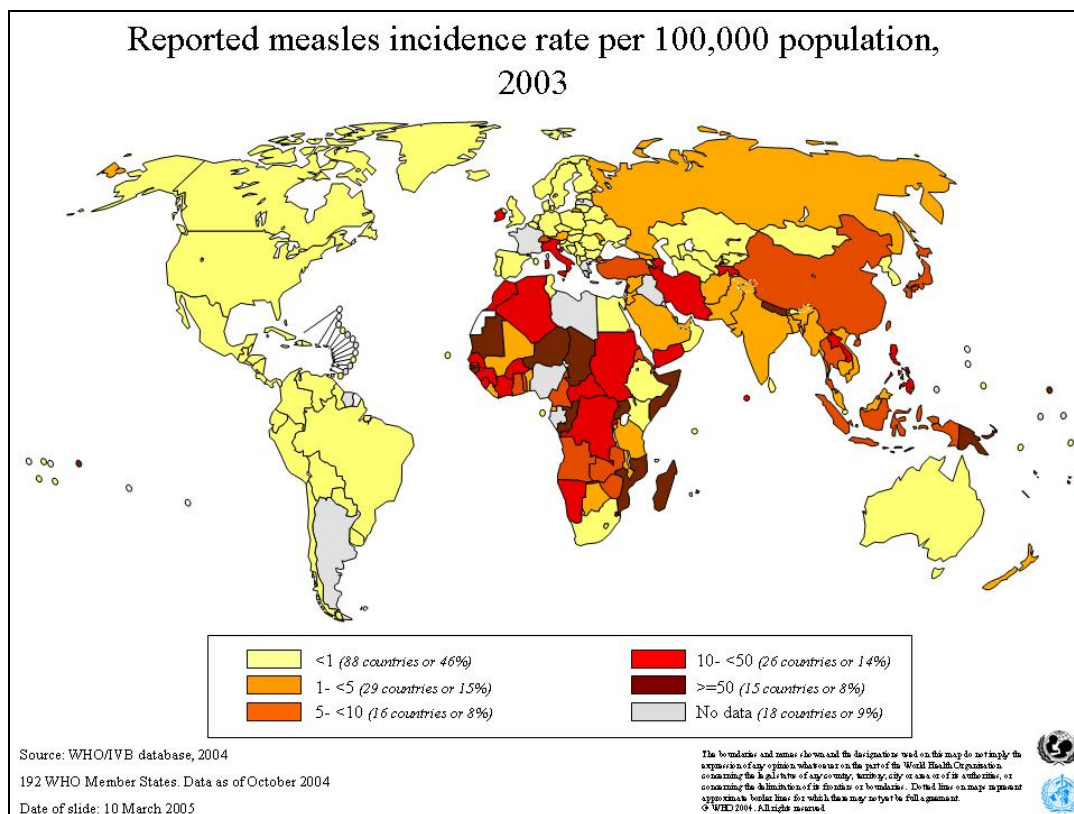 Reported measles incidence rate per 100,000 population,
2003
<1 (88 countries or 46%)
1- <5 (29 countries or 15%)
5- <10 (16 countries or 8%)
10- <50 (26 countries or 14%)
>=50 (15 countries or 8%)
No data (18 countries or 9%)
Source: WHO/IVB database, 2004
192 WHO Member States. Data as of October 2004
Date of slide: 10 March 2005
The boundaries and names shown and the designations used on this map do not imply the
expression of any opinion whatsoever on the part of the World Health Organisation
concerning the legal status of any country, territory, city or area or of its authorities, or
concerning the delimitation of its frontiers or boundaries. Dotted lines on maps represent
approximate border lines for which there may not yet be full agreement.
© WHO 2004. All rights reserved